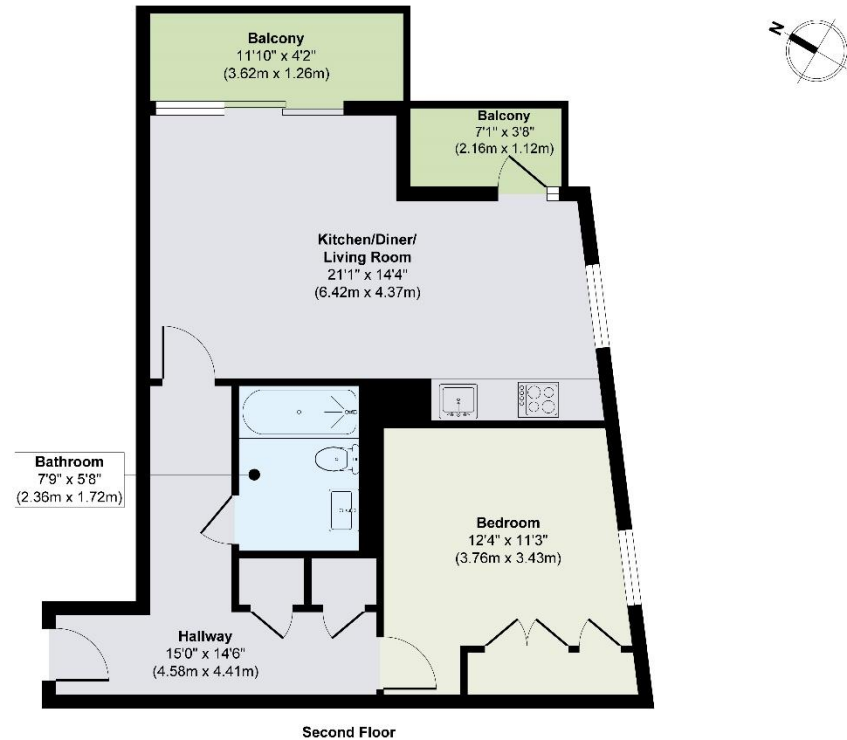 Balcony
11'10" x 4'2"
(3.62m x 1.26m)
N
Balcony
7'1" x 3'8"
(2.16m x 1.12m)
Kitchen/Diner/
Living Room
21'1" x 14'4"
(6.42m x 4.37m)
Bathroom
7'9" x 5'8"
(2.36m x 1.72m)
Bedroom
12'4" x 11'3"
(3.76m x 3.43m)
Hallway
15'0" x 14'6"
(4.58m x 4.41m)
Second Floor